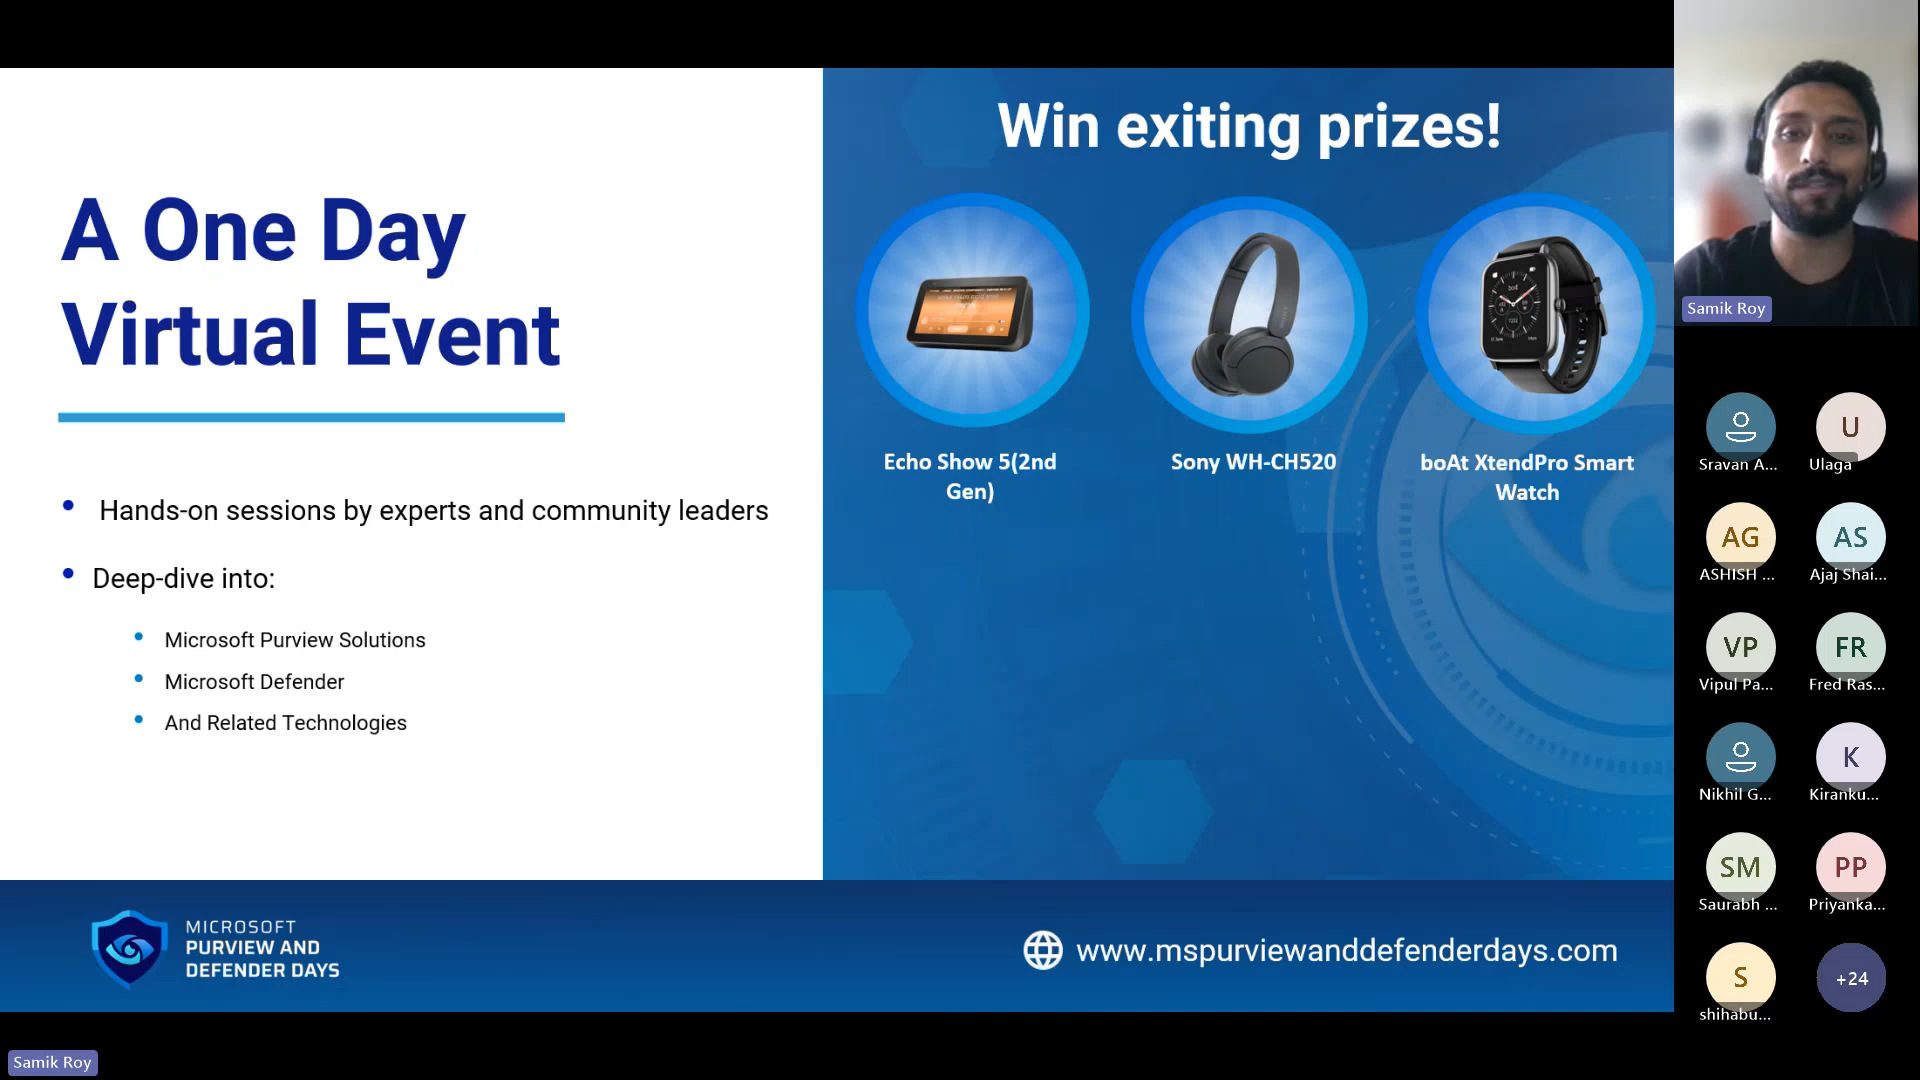 A One Day
Virtual Event
Hands-on sessions by experts and community leaders
Deep-dive into:
Microsoft Purview Solutions
Microsoft Defender
And Related Technologies
Win exiting prizes!
Echo Show 5(2nd
Gen)
Sony WH-CH520
boAt XtendPro Smart
Watch
MICROSOFT
PURVIEW AND
DEFENDER DAYS
www.mspurviewanddefenderdays.com
Samik Roy
Samik Roy
Sravan A...
U
Ulaga
AG
ASHISH ...
AS
Ajaj Shai...
VP
Vipul Pa...
FR
Fred Ras...
Nikhil G...
K
Kiranku...
SM
Saurabh ...
PP
Priyanka...
S
shihabu...
+24